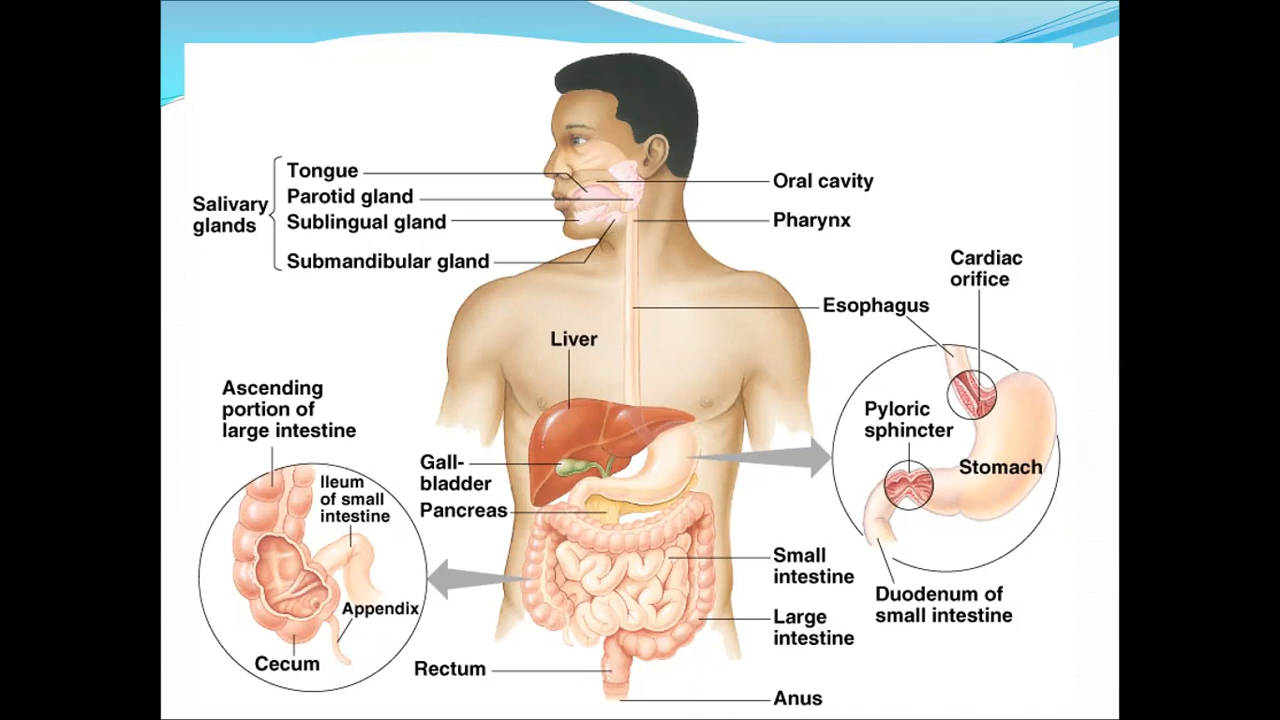 Tongue
Parotid gland
Sublingual gland
Submandibular gland
Salivary
glands
Oral cavity
Pharynx
Esophagus
Cardiac
orifice
Liver
Ascending
portion of
large intestine
Pyloric
sphincter
Stomach
Gall-
bladder
Pancreas
Ileum
of small
intestine
Small
intestine
Duodenum of
small intestine
Appendix
Large
intestine
Cecum
Rectum
Anus